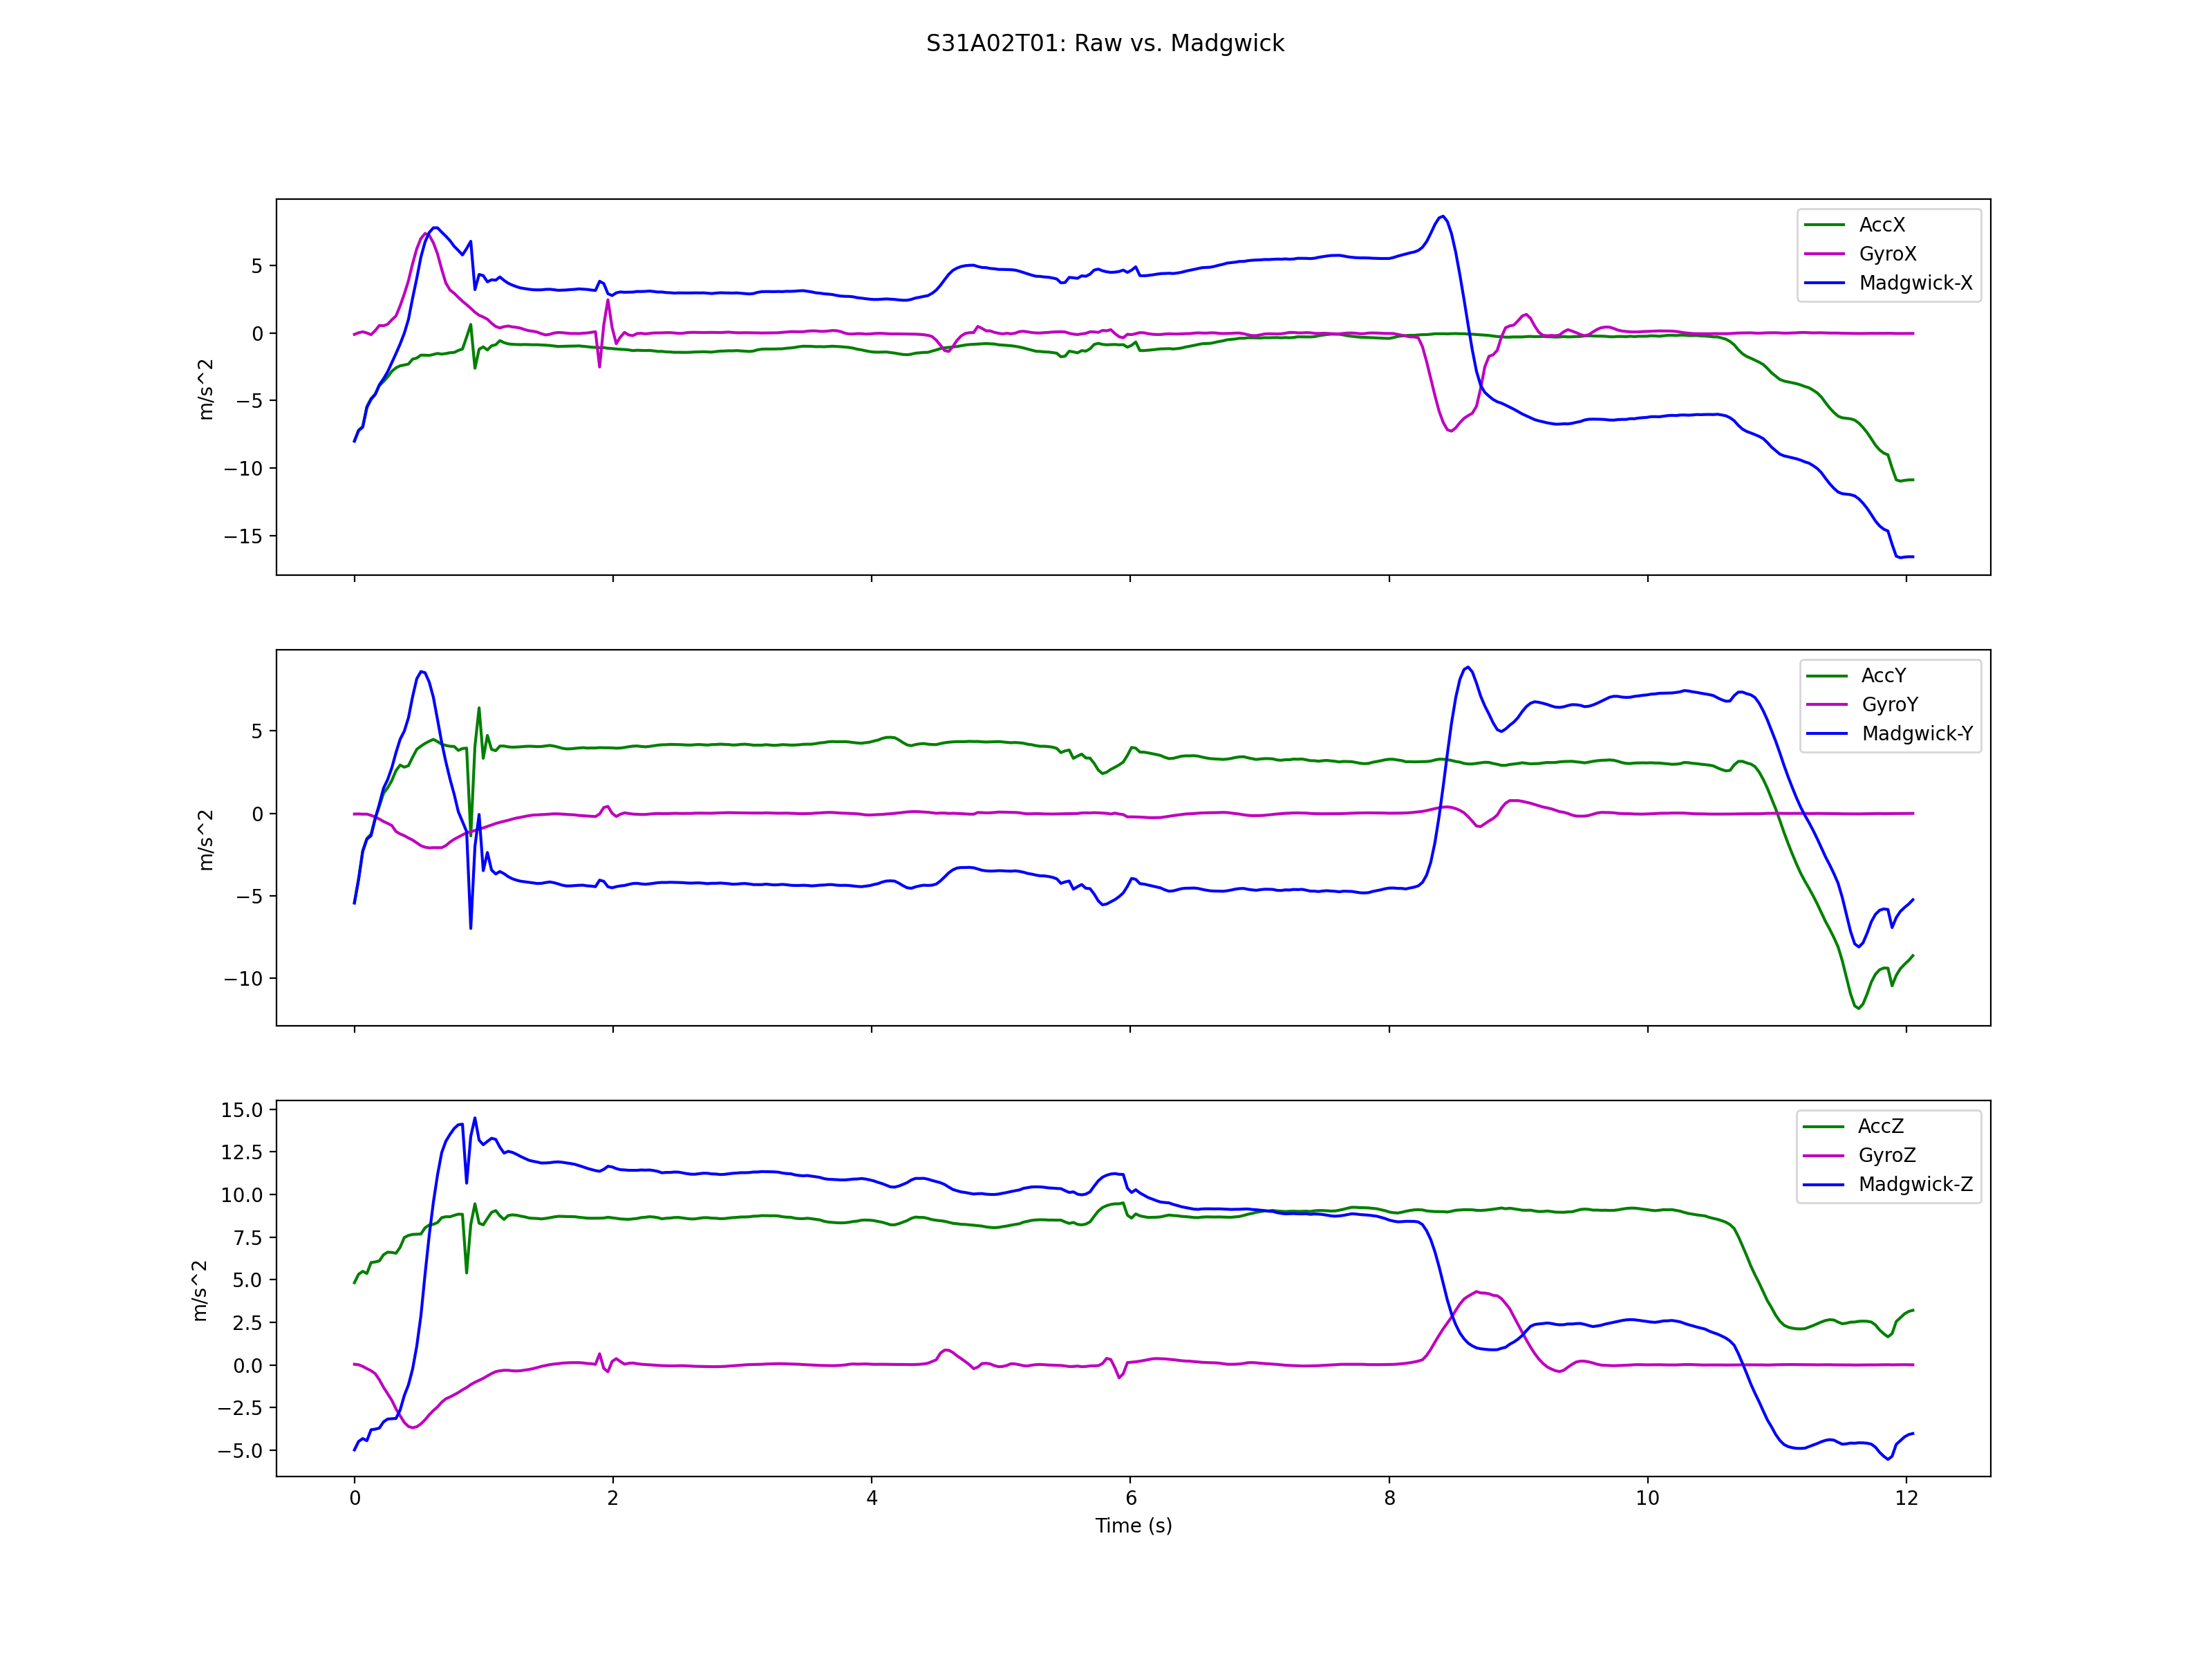 S31A02T01: Raw vs. Madgwick
AccX
GyroX
Madgwick-X
5
0
−5
−10
−15
m/s^2
AccY
GyroY
Madgwick-Y
5
0
−5
−10
m/s^2
AccZ
GyroZ
Madgwick-Z
15.0
12.5
10.0
7.5
5.0
2.5
0.0
−2.5
−5.0
m/s^2
0 2 4 6 8 10 12
Time (s)